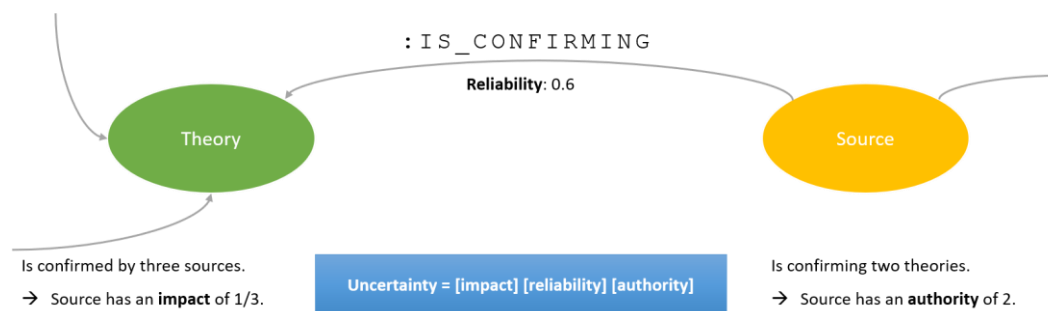 :IS_CONFIRMING
Reliability: 0.6
Theory
Source
Is confirmed by three sources.
→ Source has an impact of 1/3.
Uncertainty = [impact] [reliability] [authority]
Is confirming two theories.
→ Source has an authority of 2.